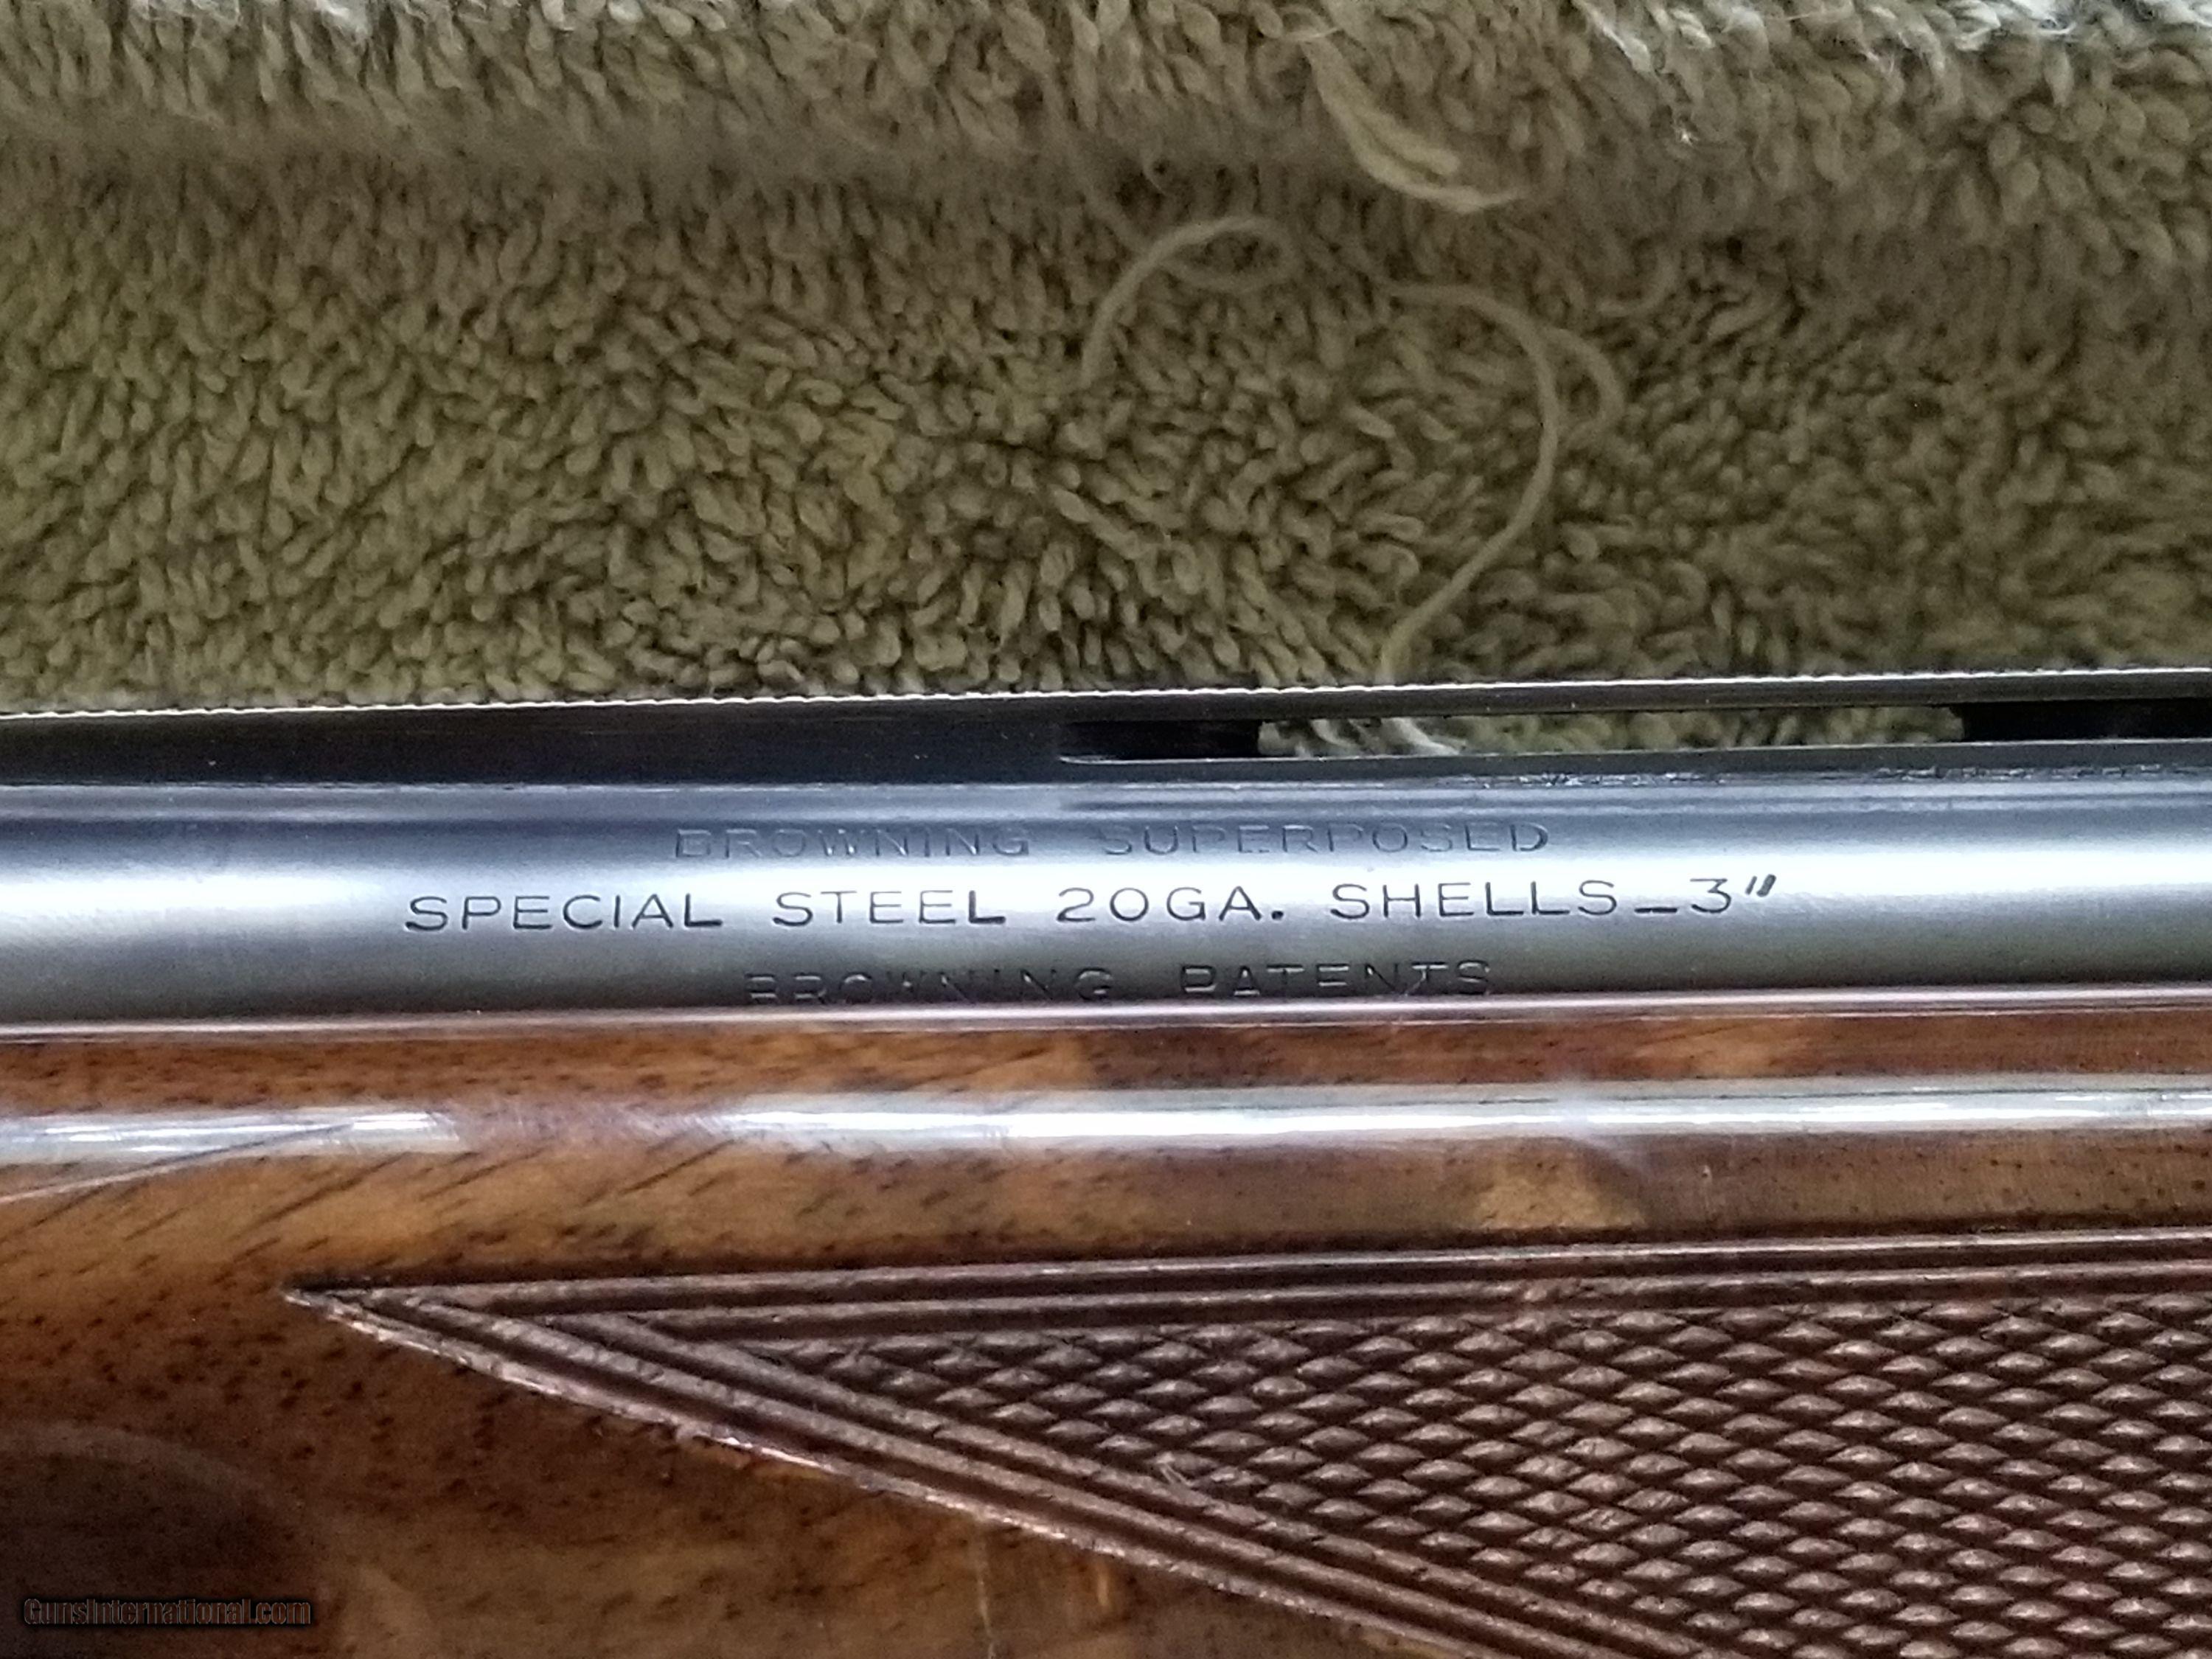 BROWNING SUPERPOSED
SPECIAL STEEL 20GA. SHELLS_3"
BROWNING PATENTS
GunsInternational.com